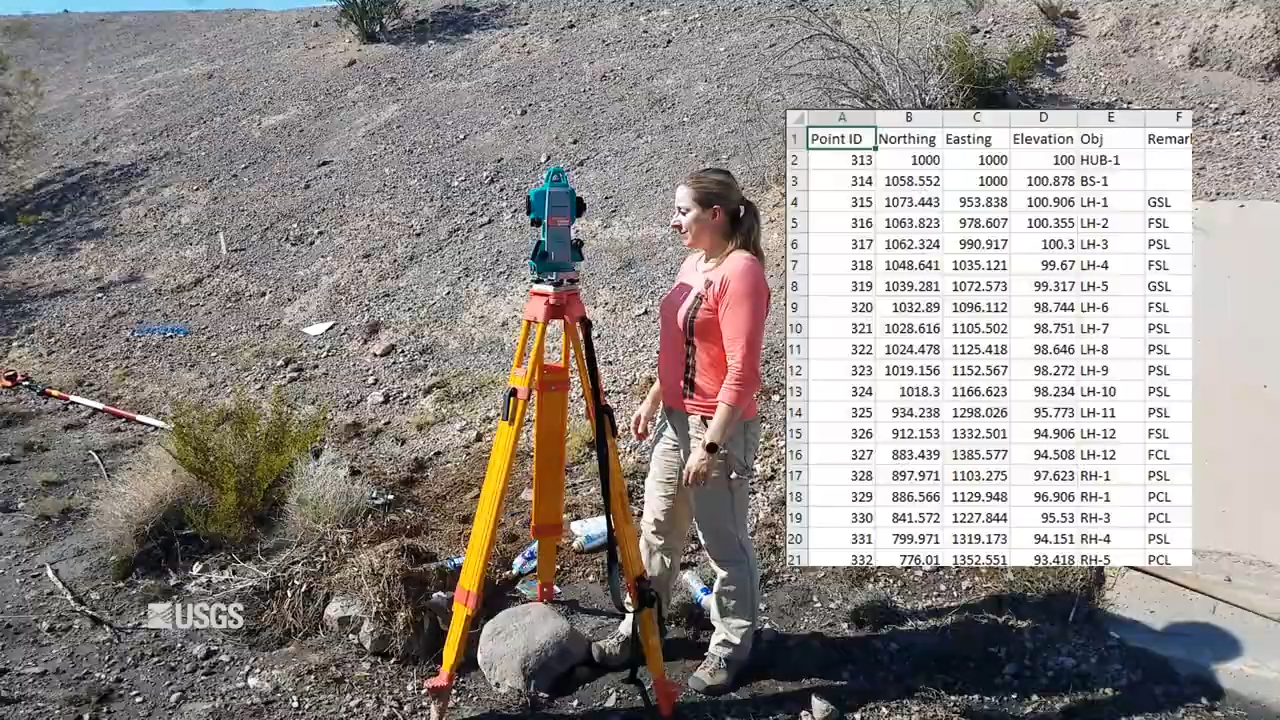 A B C D E F
1 Point ID Northing Easting Elevation Obj Remar
2 313 1000 1000 100 HUB-1
3 314 1058.552 1000 100.878 BS-1
4 315 1073.443 953.838 100.906 LH-1 GSL
5 316 1063.823 978.607 100.355 LH-2 FSL
6 317 1062.324 990.917 100.3 LH-3 PSL
7 318 1048.641 1035.121 99.67 LH-4 FSL
8 319 1039.281 1072.573 99.317 LH-5 GSL
9 320 1032.89 1096.112 98.744 LH-6 FSL
10 321 1028.616 1105.502 98.751 LH-7 PSL
11 322 1024.478 1125.418 98.646 LH-8 PSL
12 323 1019.156 1152.567 98.272 LH-9 PSL
13 324 1018.3 1166.623 98.234 LH-10 PSL
14 325 934.238 1298.026 95.773 LH-11 PSL
15 326 912.153 1332.501 94.906 LH-12 FSL
16 327 883.439 1385.577 94.508 LH-12 FCL
17 328 897.971 1103.275 97.623 RH-1 PSL
18 329 886.566 1129.948 96.906 RH-1 PCL
19 330 841.572 1227.844 95.53 RH-3 PCL
20 331 799.971 1319.173 94.151 RH-4 PSL
21 332 776.01 1352.551 93.418 RH-5 PCL
USGS